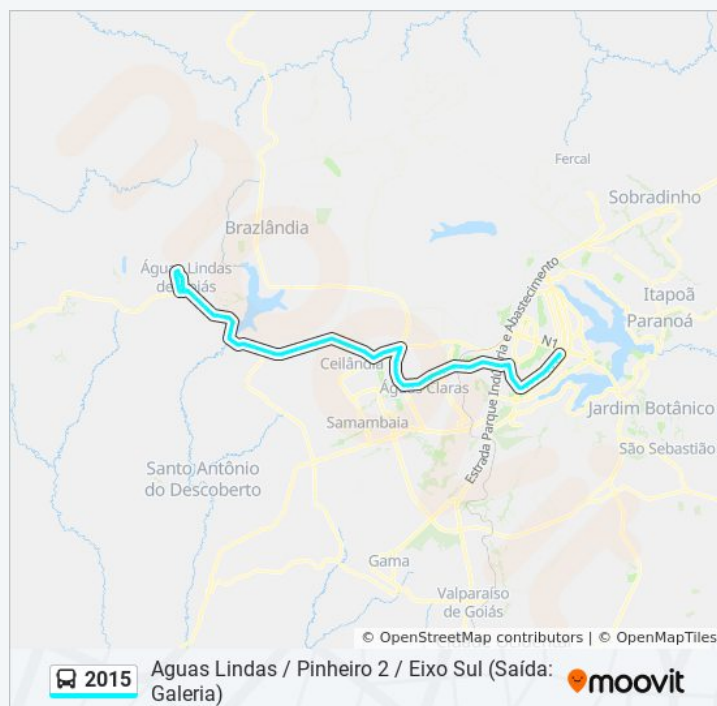 Fercal
Sobradinho
Brazlândia
Estrada Parque Indústria e Abastecimento
Águas Lindas
de Goiás
Itapoã
Paranoá
N1
Ceilândia
Águas Claras
Jardim Botânico
Samambaia
São Sebastião
Santo Antônio
do Descoberto
Gama
Valparaíso
de Goiás
© OpenStreetMap contributors | © OpenMapTiles
2015
Aguas Lindas / Pinheiro 2 / Eixo Sul (Saída:
Galeria)
moovit